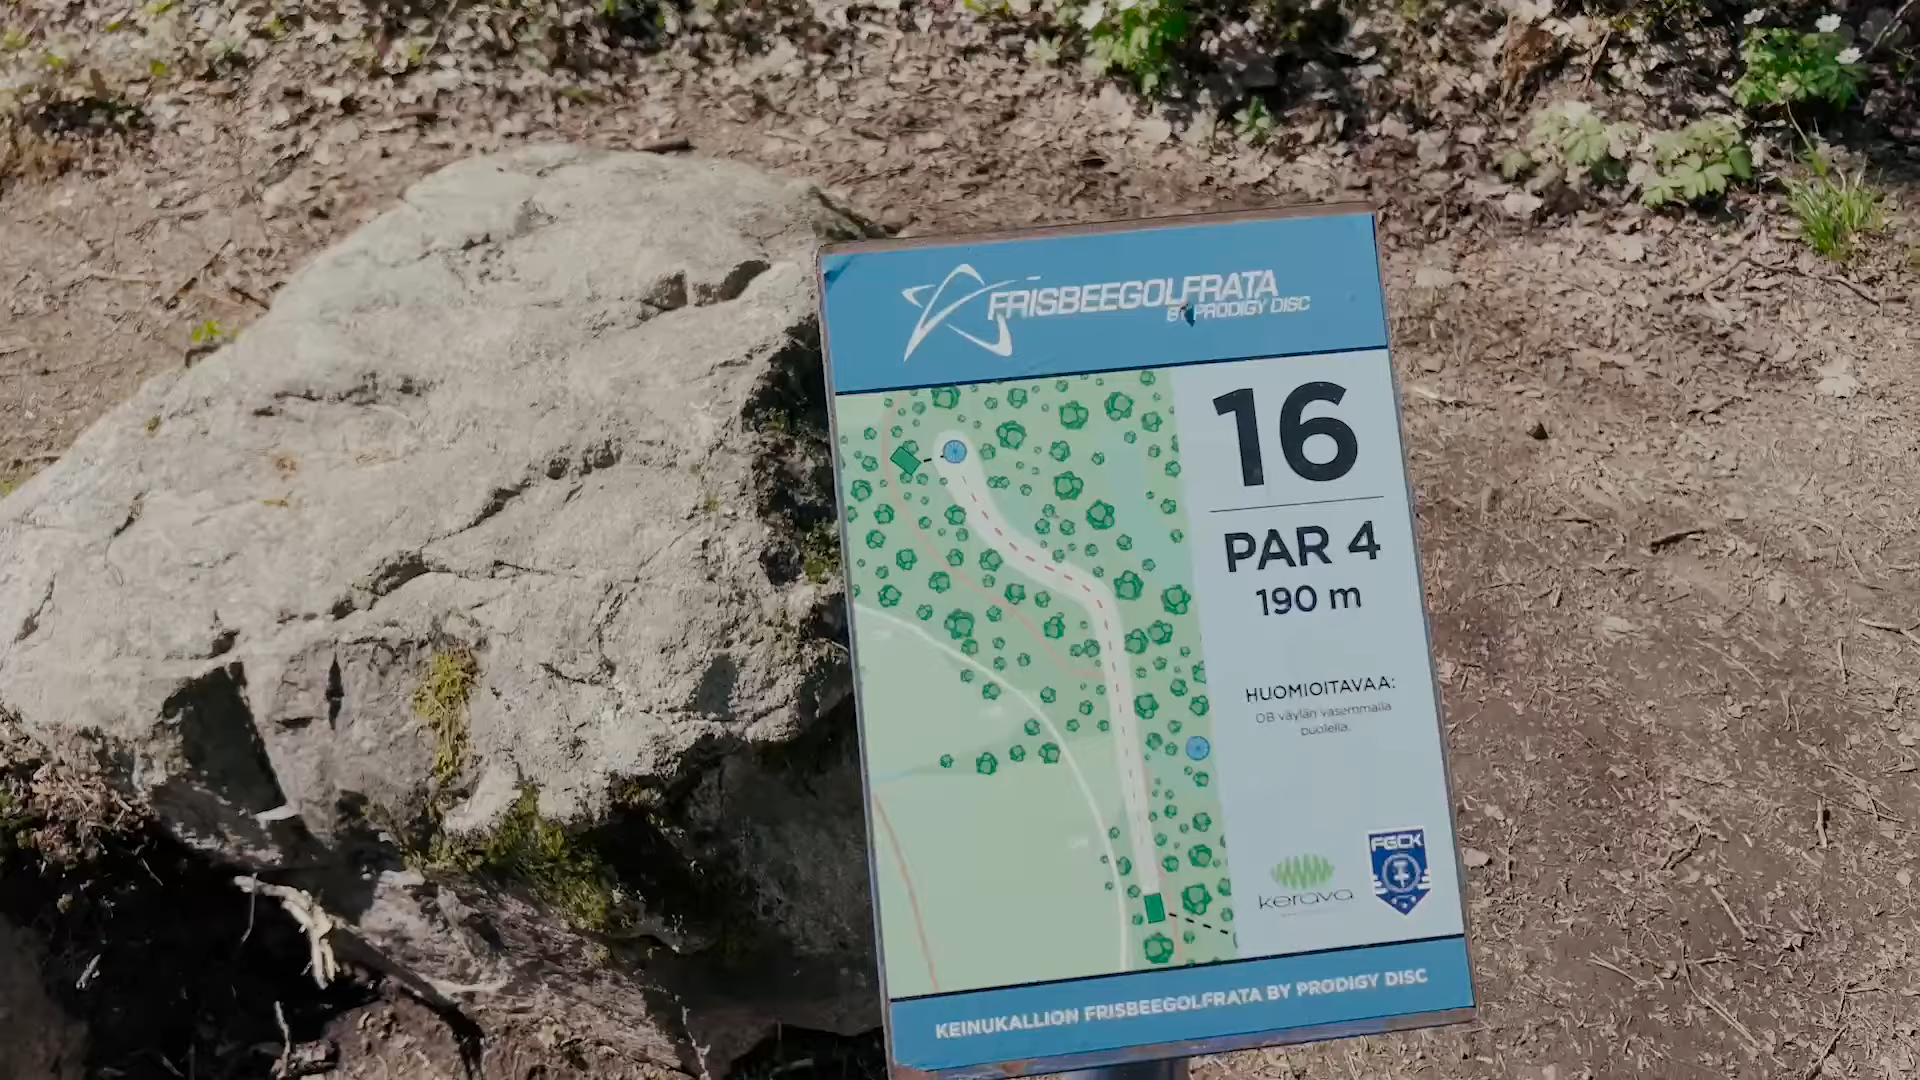 FRISBEEGOLFRATA
BY PRODIGY DISC
16
PAR 4
190 m
HUOMIOITAVAA:
OB väylän vasemmalla
puolella.
kerava
FGCK
KEINUKALLION FRISBEEGOLFRATA BY PRODIGY DISC